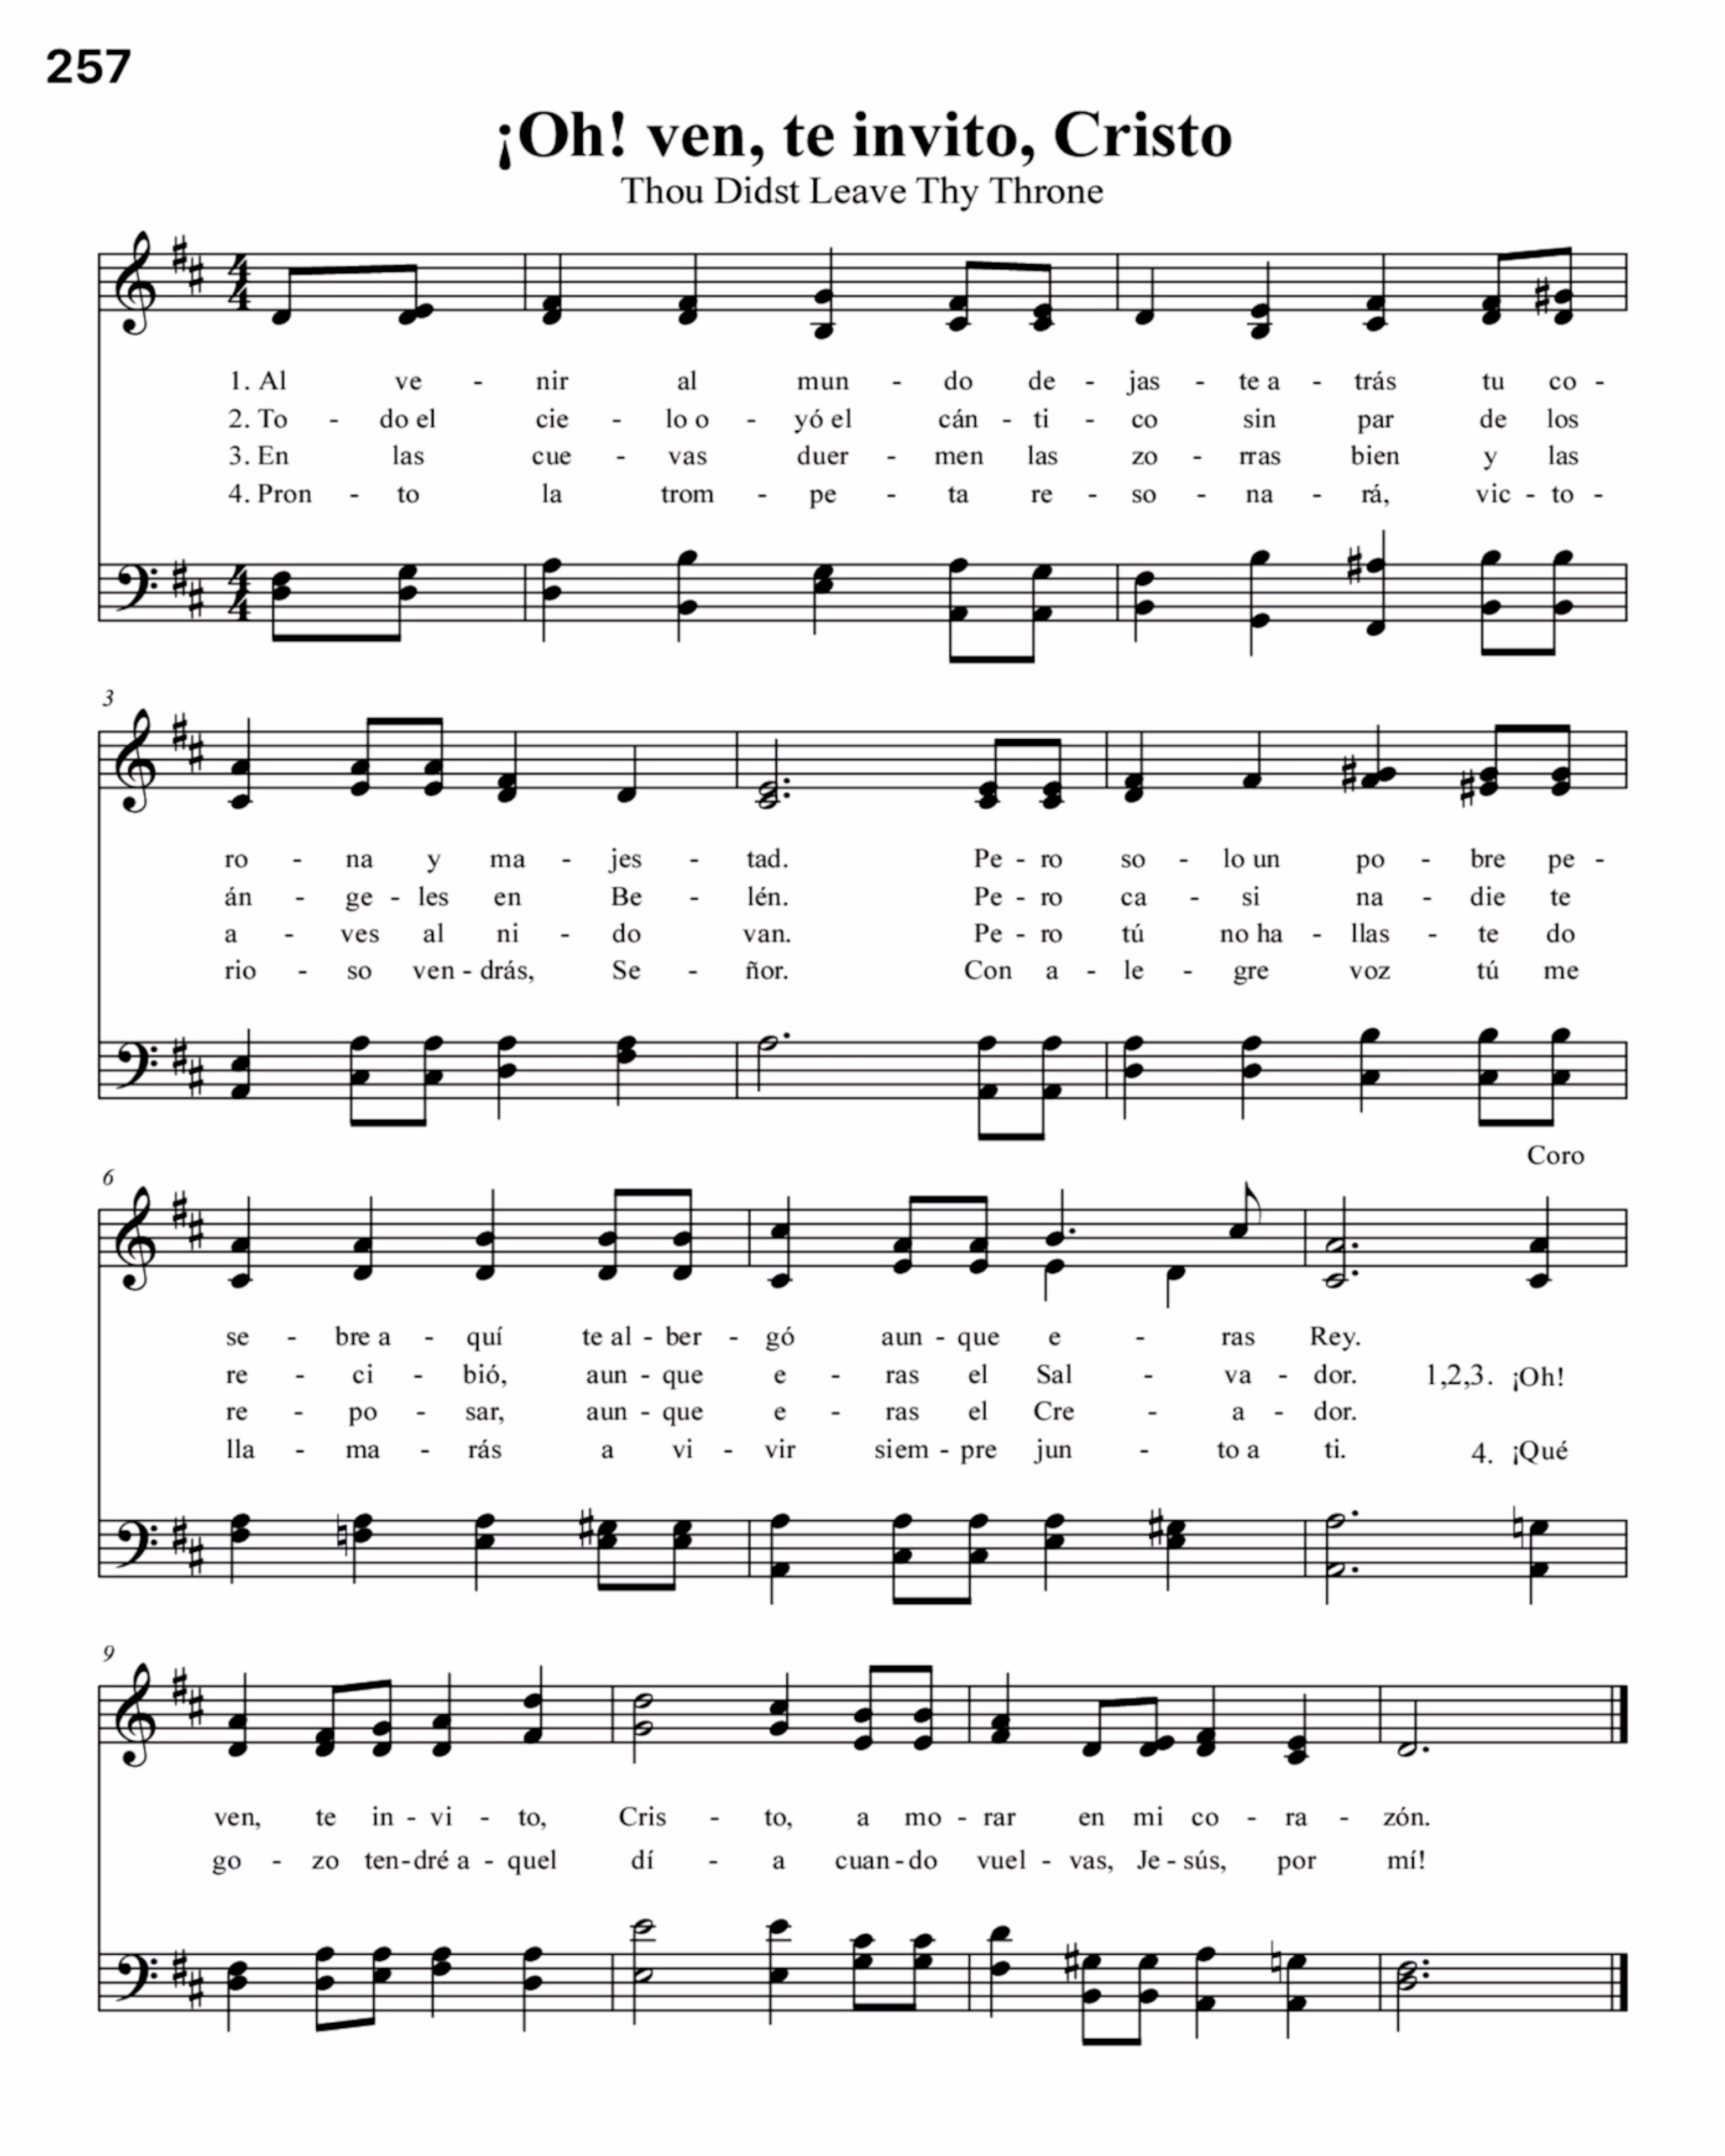 257
¡Oh! ven, te invito, Cristo
Thou Didst Leave Thy Throne
1. Al ve - nir al mun - do de - jas - te a - trás tu co -
2. To - do el cie - lo o - yó el cán - ti - co sin par de los
3. En las cue - vas duer - men las zo - rras bien y las
4. Pron - to la trom - pe - ta re - so - na - rá, vic - to -
3
ro - na y ma - jes - tad. Pe - ro so - lo un po - bre pe -
án - ge - les en Be - lén. Pe - ro ca - si na - die te
a - ves al ni - do van. Pe - ro tú no ha - llas - te do
rio - so ven - drás, Se - ñor. Con a - le - gre voz tú me
Coro
6
se - bre a - quí te al - ber - gó aun - que e - ras Rey.
re - ci - bió, aun - que e - ras el Sal - va - dor. 1,2,3. ¡Oh!
re - po - sar, aun - que e - ras el Cre - a - dor.
lla - ma - rás a vi - vir siem - pre jun - to a ti. 4. ¡Qué
9
ven, te in - vi - to, Cris - to, a mo - rar en mi co - ra - zón.
go - zo ten - dré a - quel dí - a cuan - do vuel - vas, Je - sús, por mí!